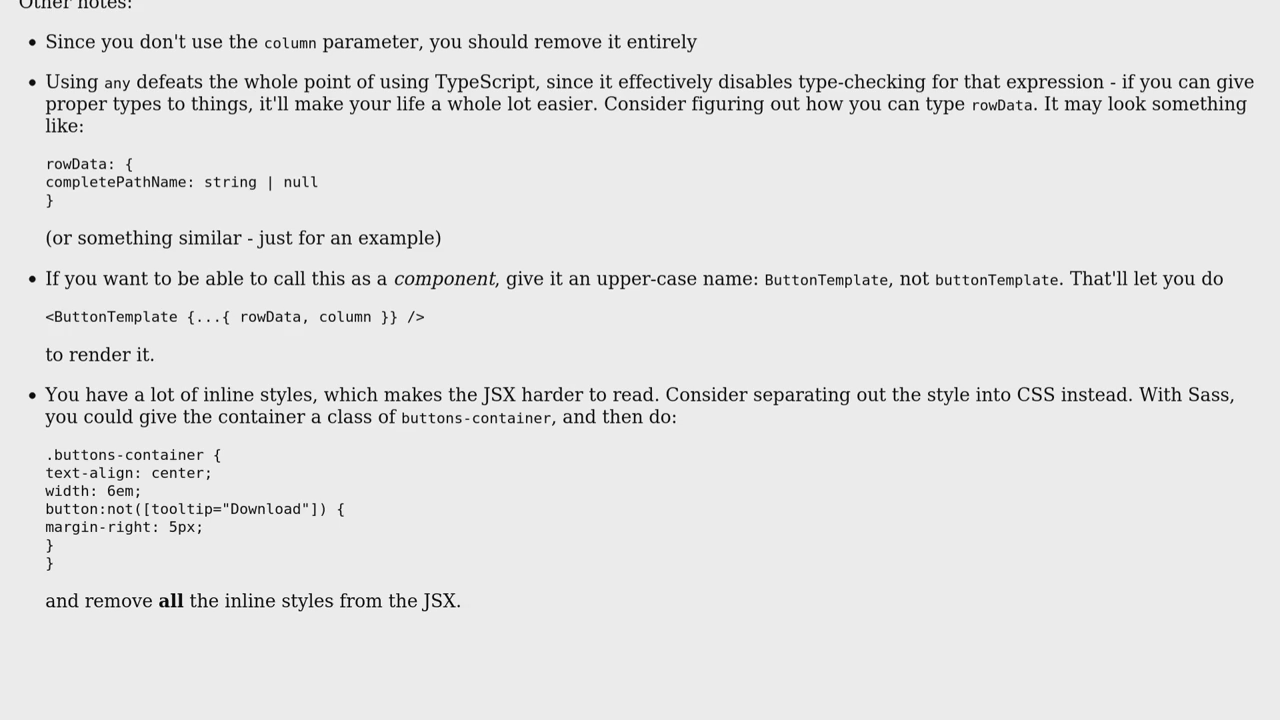 Other notes:
• Since you don't use the column parameter, you should remove it entirely
• Using any defeats the whole point of using TypeScript, since it effectively disables type-checking for that expression - if you can give
proper types to things, it'll make your life a whole lot easier. Consider figuring out how you can type rowData. It may look something
like:
rowData: {
completePathName: string | null
}
(or something similar - just for an example)
• If you want to be able to call this as a component, give it an upper-case name: ButtonTemplate, not buttonTemplate. That'll let you do
<ButtonTemplate {...{ rowData, column }} />
to render it.
• You have a lot of inline styles, which makes the JSX harder to read. Consider separating out the style into CSS instead. With Sass,
you could give the container a class of buttons-container, and then do:
.buttons-container {
text-align: center;
width: 6em;
button:not([tooltip="Download"]) {
margin-right: 5px;
}
}
and remove all the inline styles from the JSX.